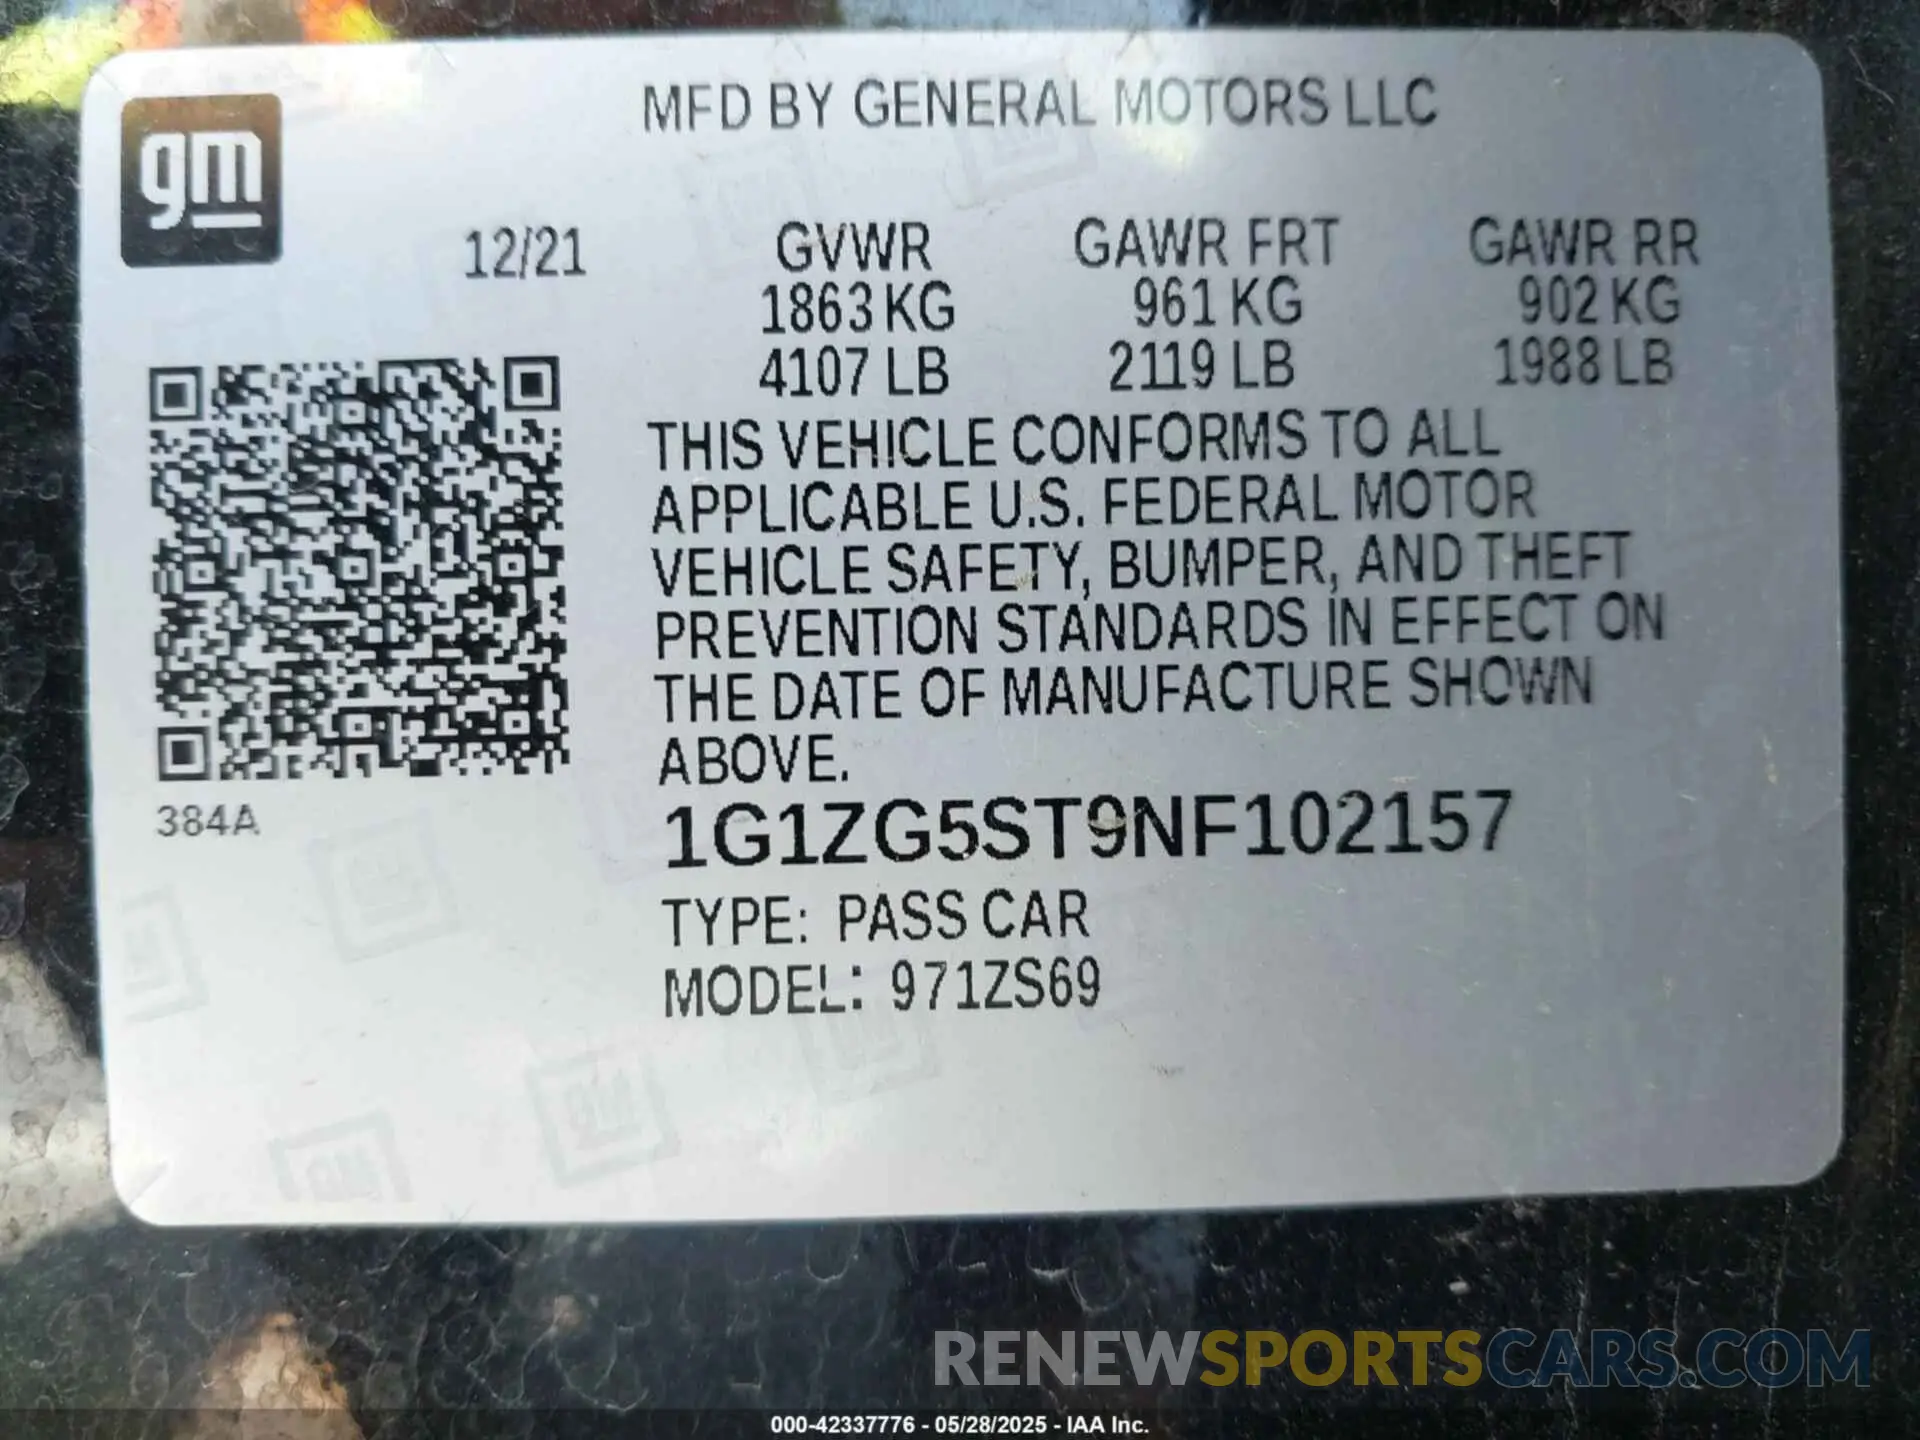 gm
MFD BY GENERAL MOTORS LLC
12/21
GVWR GAWR FRT GAWR RR
1863 KG 961 KG 902 KG
4107 LB 2119 LB 1988 LB
THIS VEHICLE CONFORMS TO ALL
APPLICABLE U.S. FEDERAL MOTOR
VEHICLE SAFETY, BUMPER, AND THEFT
PREVENTION STANDARDS IN EFFECT ON
THE DATE OF MANUFACTURE SHOWN
ABOVE.
384A
1G1ZG5ST9NF102157
TYPE: PASS CAR
MODEL: 971ZS69
GM
GM
RENEWSPORTSCARS.COM
000-42337776 - 05/28/2025 - IAA Inc.